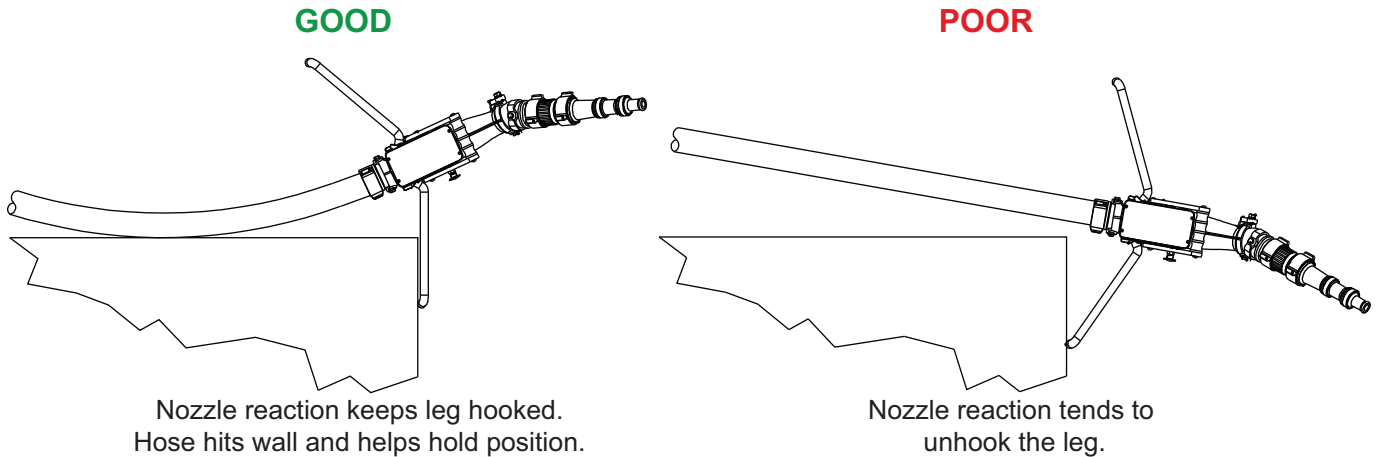 GOOD
POOR
Nozzle reaction keeps leg hooked.
Hose hits wall and helps hold position.
Nozzle reaction tends to
unhook the leg.